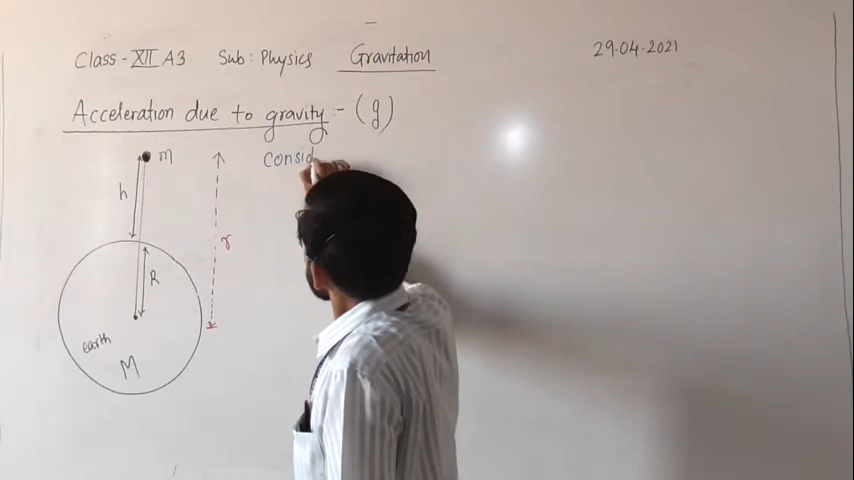 Class - XII A3 Sub : Physics Gravitation 29.04.2021
Acceleration due to gravity :- (g)
m
Consid
h
r
R
earth
M